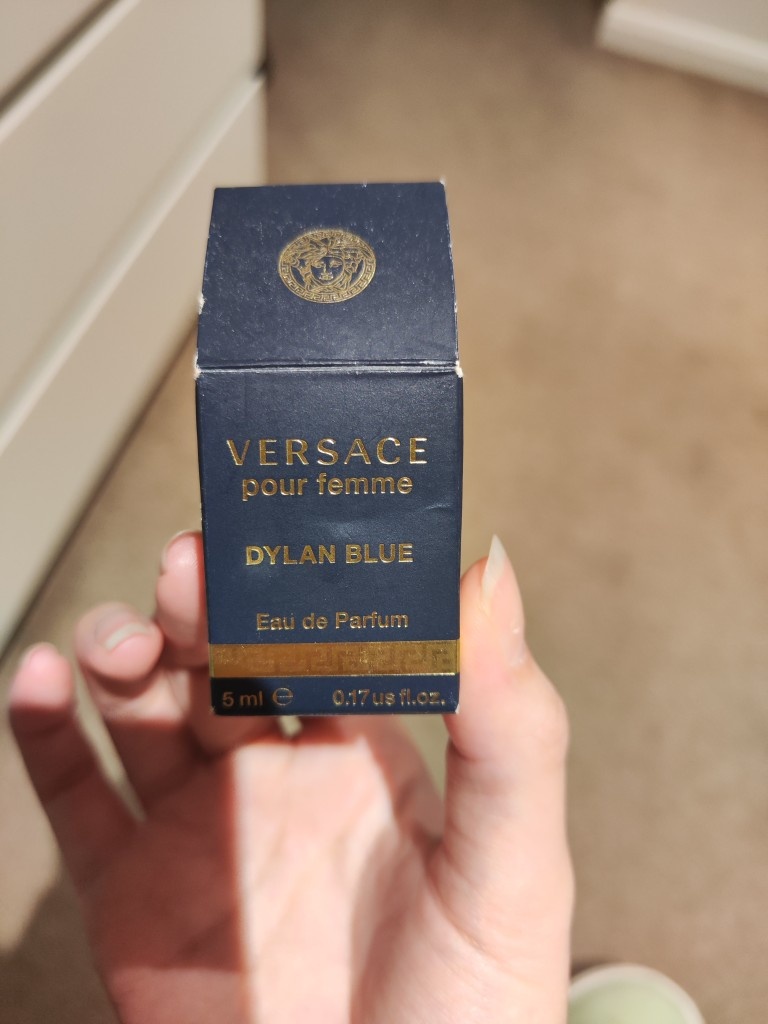 VERSACE
pour femme
DYLAN BLUE
Eau de Parfum
5 ml ℮ 0.17 us fl.oz.